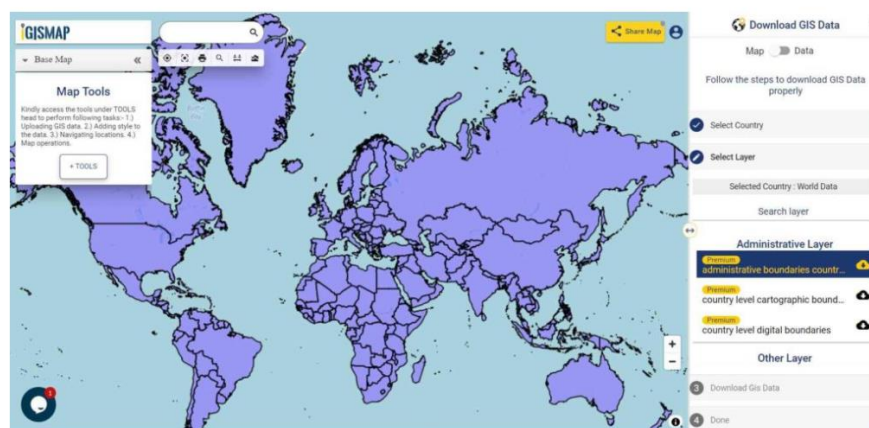 iGISMAP
Base Map
Map Tools
Kindly access the tools under TOOLS
head to perform following tasks:- 1.)
Uploading GIS data. 2.) Adding style to
the data. 3.) Navigating locations. 4.)
Map operations.
+ TOOLS
Share Map
1
+
−
Download GIS Data
Map Data
Follow the steps to download GIS Data
properly
Select Country
Select Layer
Selected Country : World Data
Search layer
Administrative Layer
Premium
administrative boundaries countr...
Premium
country level cartographic bound...
Premium
country level digital boundaries
Other Layer
3 Download Gis Data
4 Done